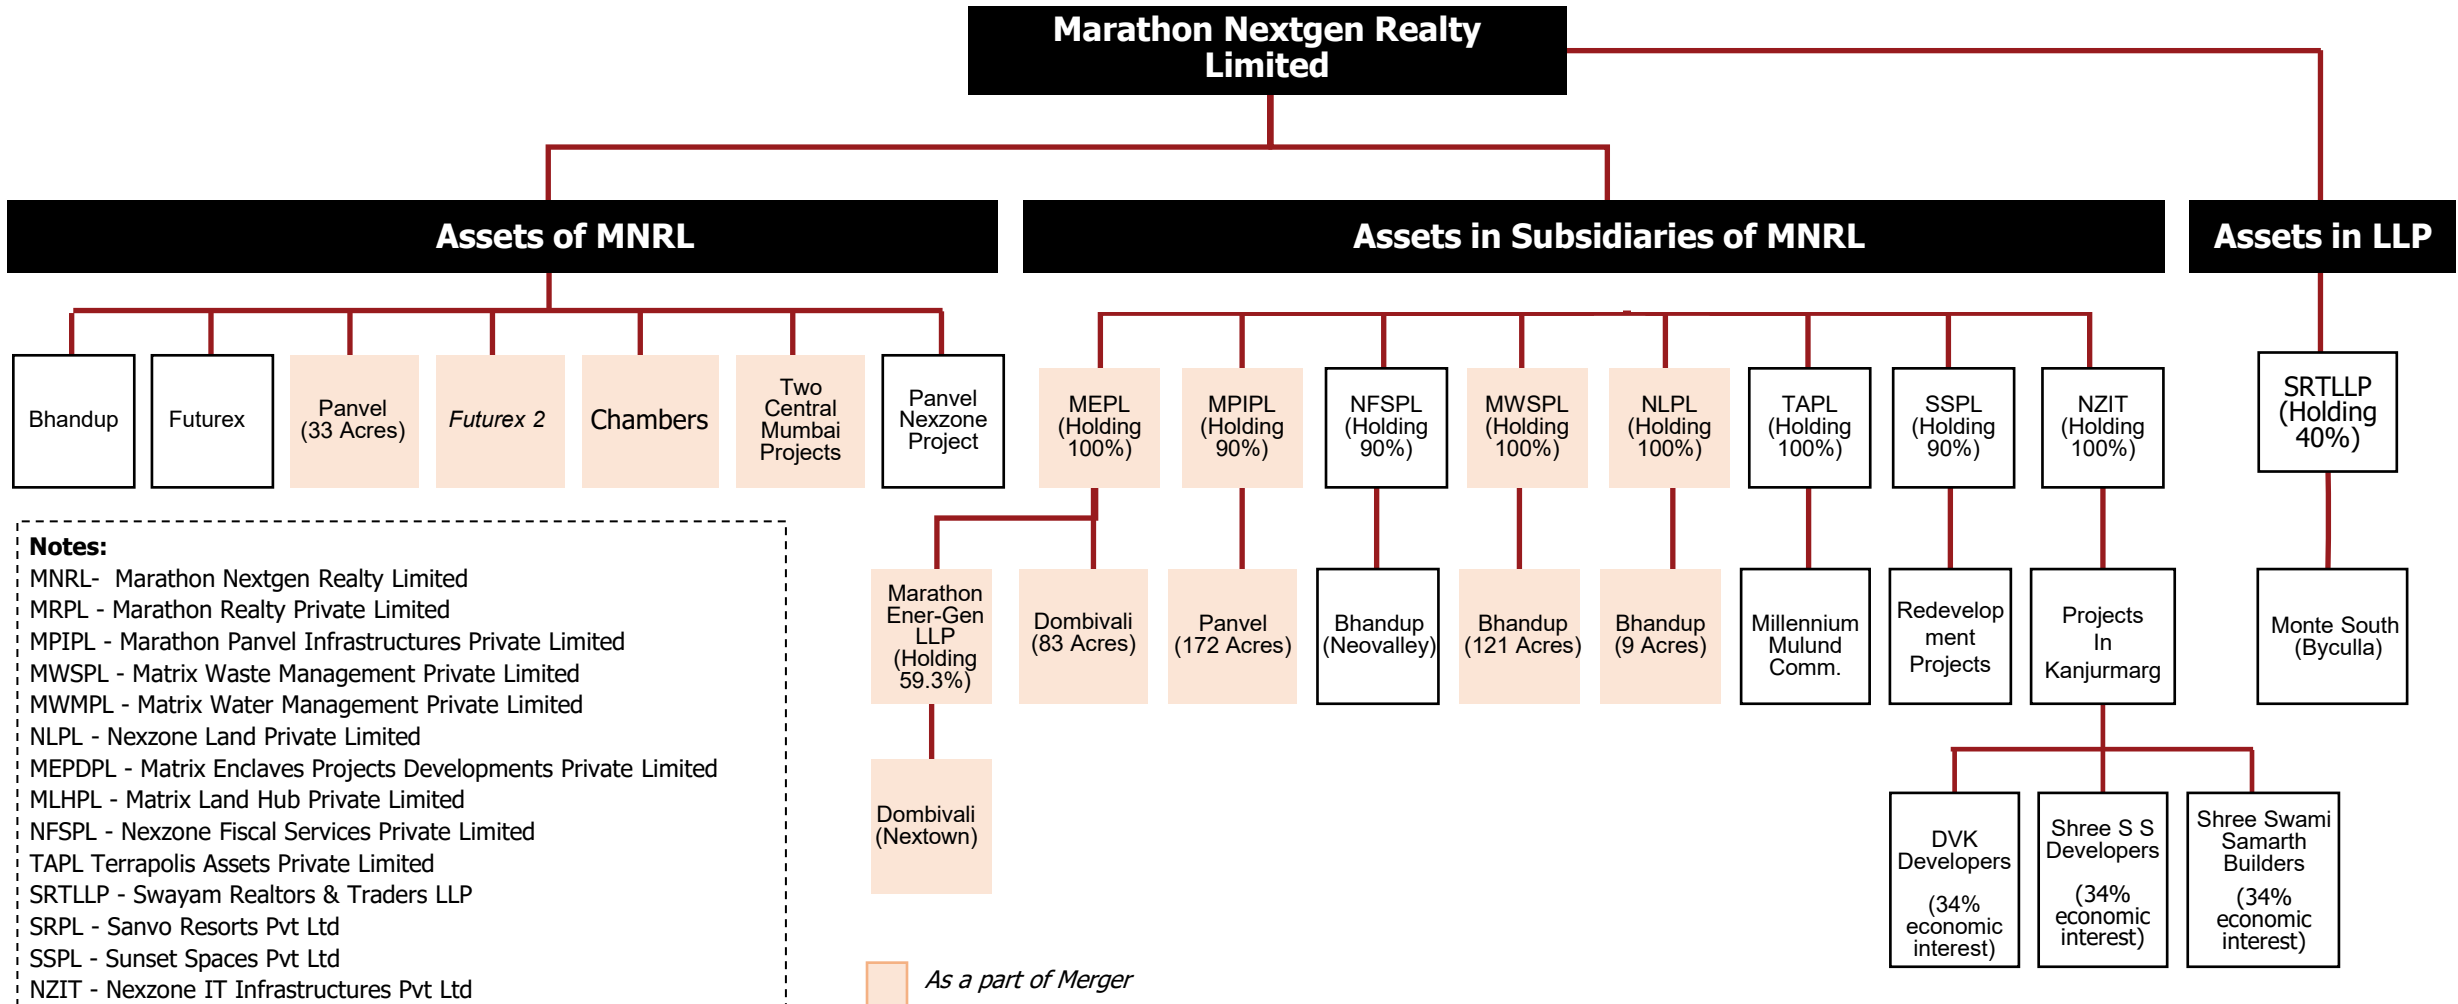 Marathon Nextgen Realty
Limited
Assets of MNRL
Assets in Subsidiaries of MNRL
Assets in LLP
Bhandup
Futurex
Panvel
(33 Acres)
Futurex 2
Chambers
Two
Central
Mumbai
Projects
Panvel
Nexzone
Project
MEPL
(Holding
100%)
MPIPL
(Holding
90%)
NFSPL
(Holding
90%)
MWSPL
(Holding
100%)
NLPL
(Holding
100%)
TAPL
(Holding
100%)
SSPL
(Holding
90%)
NZIT
(Holding
100%)
SRTLLP
(Holding
40%)
Marathon
Ener-Gen
LLP
(Holding
59.3%)
Dombivali
(83 Acres)
Panvel
(172 Acres)
Bhandup
(Neovalley)
Bhandup
(121 Acres)
Bhandup
(9 Acres)
Millennium
Mulund
Comm.
Redevelop
ment
Projects
Projects
In
Kanjurmarg
Monte South
(Byculla)
Dombivali
(Nextown)
DVK
Developers
(34%
economic
interest)
Shree S S
Developers
(34%
economic
interest)
Shree Swami
Samarth
Builders
(34%
economic
interest)
Notes:
MNRL- Marathon Nextgen Realty Limited
MRPL - Marathon Realty Private Limited
MPIPL - Marathon Panvel Infrastructures Private Limited
MWSPL - Matrix Waste Management Private Limited
MWMPL - Matrix Water Management Private Limited
NLPL - Nexzone Land Private Limited
MEPDPL - Matrix Enclaves Projects Developments Private Limited
MLHPL - Matrix Land Hub Private Limited
NFSPL - Nexzone Fiscal Services Private Limited
TAPL Terrapolis Assets Private Limited
SRTLLP - Swayam Realtors & Traders LLP
SRPL - Sanvo Resorts Pvt Ltd
SSPL - Sunset Spaces Pvt Ltd
NZIT - Nexzone IT Infrastructures Pvt Ltd
As a part of Merger